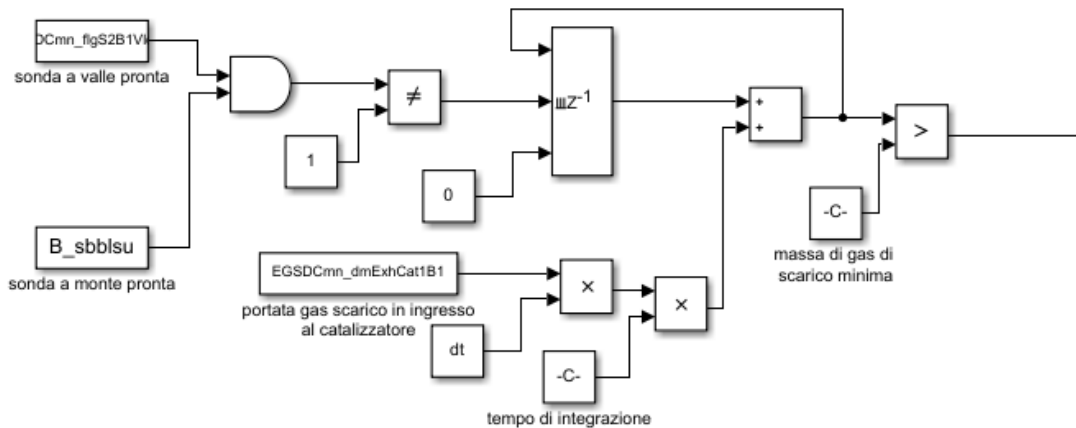 DCmn_flgS2B1Vl
sonda a valle pronta
≠
1
z-1
0
+
+
>
-C-
massa di gas di
scarico minima
B_sbblsu
sonda a monte pronta
EGSDCmn_dmExhCat1B1
portata gas scarico in ingresso
al catalizzatore
×
×
dt
-C-
tempo di integrazione